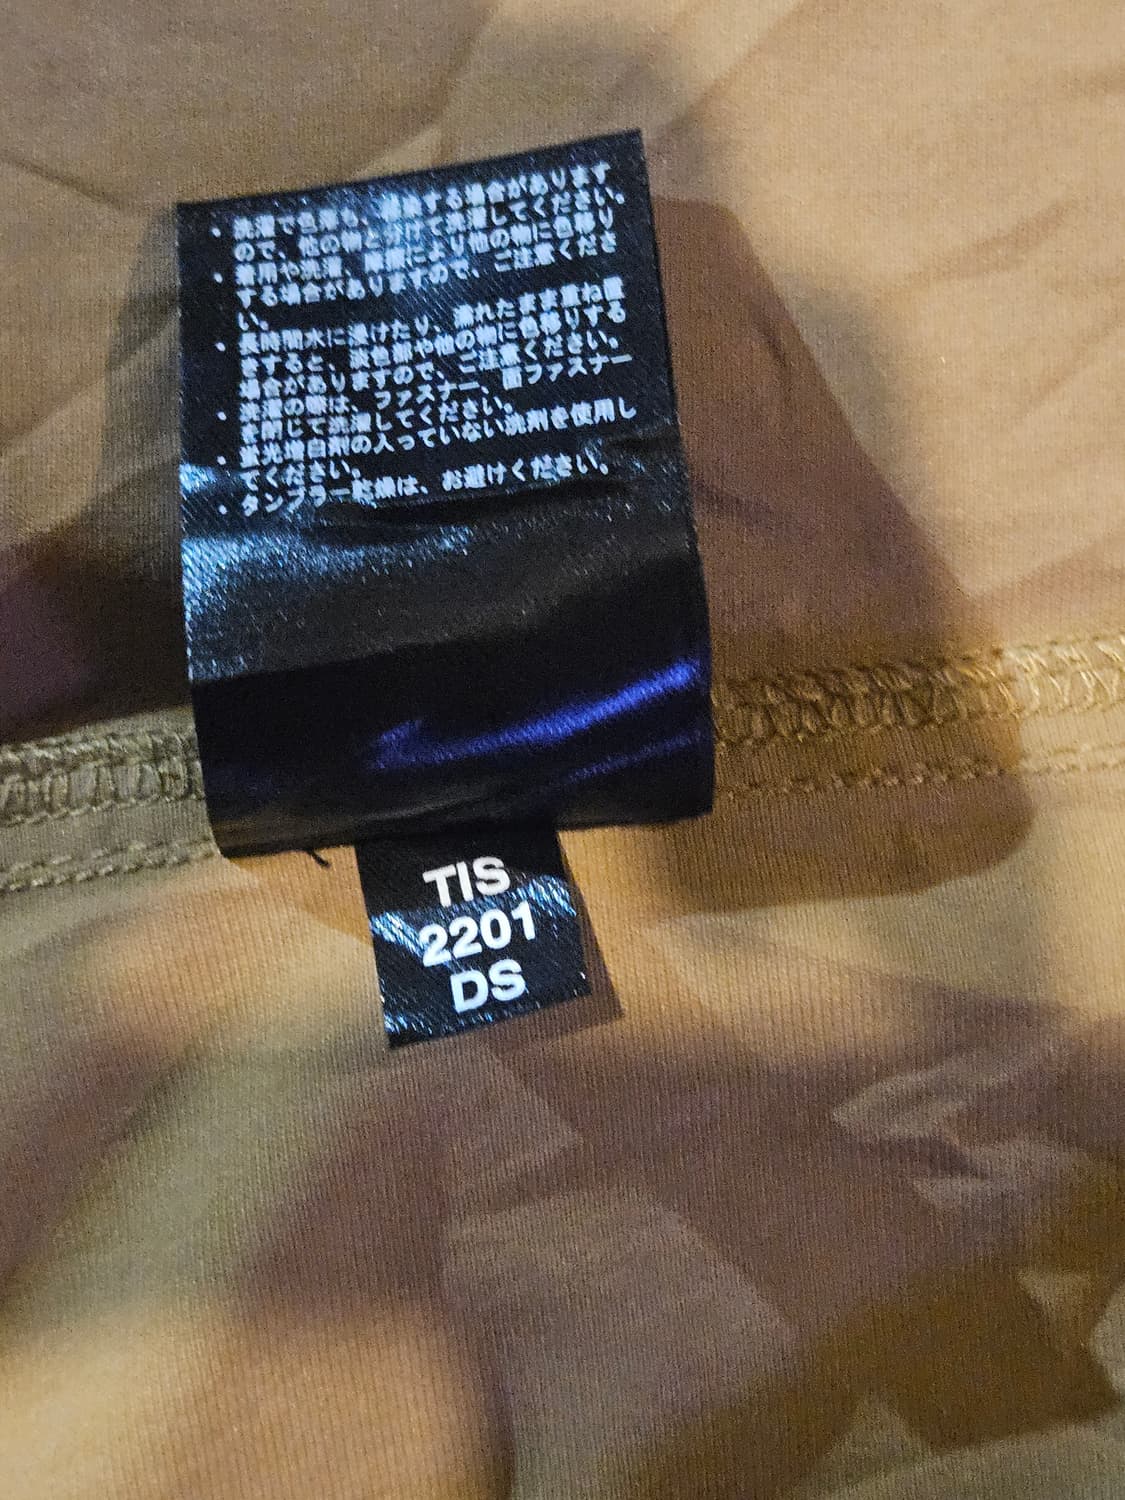 ・洗濯で色落ち、移染する場合があります
ので、他の物と分けて洗濯してください。
・着用や洗濯、摩擦により他の物に色移り
する場合がありますので、ご注意くださ
い。
・長時間水に浸けたり、濡れたまま重ね置
きすると、淡色部や他の物に色移りする
場合がありますので、ご注意ください。
・洗濯の際は、ファスナー、面ファスナー
を閉じて洗濯してください。
・蛍光増白剤の入っていない洗剤を使用し
てください。
・タンブラー乾燥は、お避けください。
TIS
2201
DS